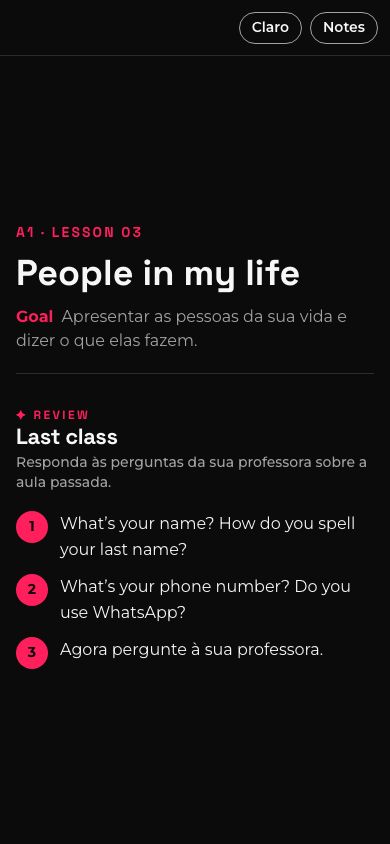 Claro Notes
A1 · LESSON 03
People in my life
Goal Apresentar as pessoas da sua vida e
dizer o que elas fazem.
✦ REVIEW
Last class
Responda às perguntas da sua professora sobre a
aula passada.
1 What’s your name? How do you spell
your last name?
2 What’s your phone number? Do you
use WhatsApp?
3 Agora pergunte à sua professora.